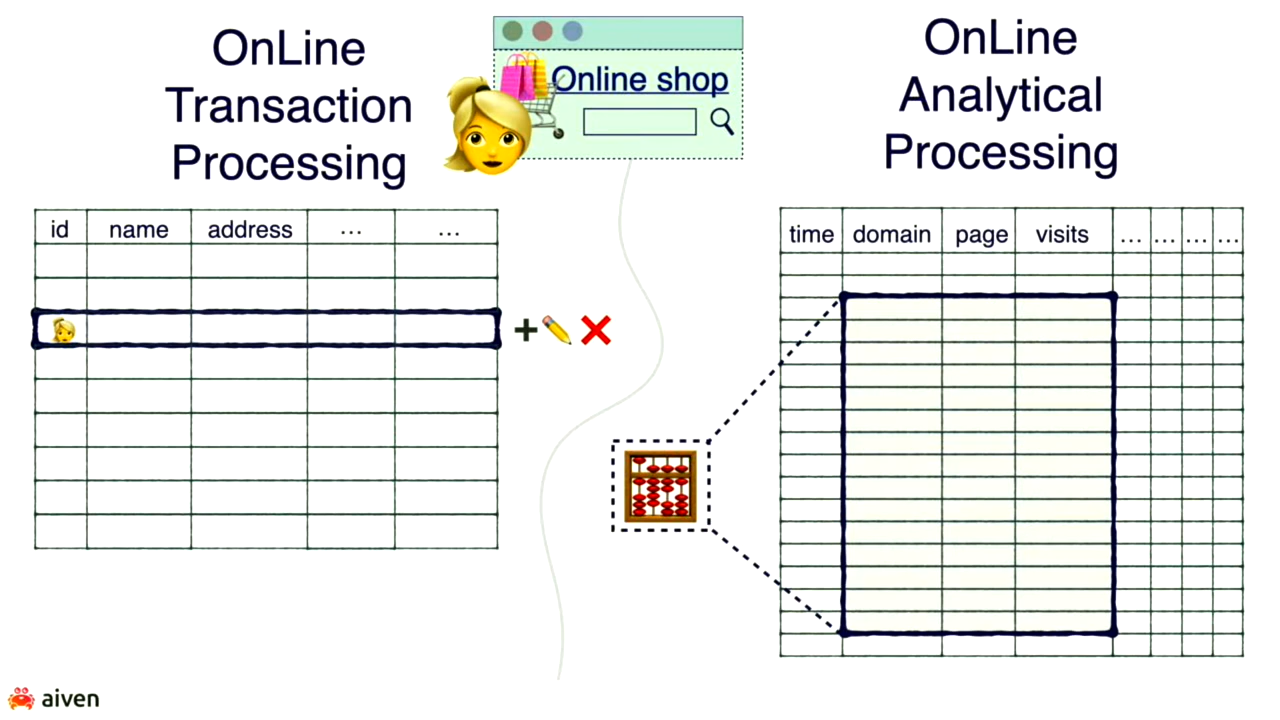 OnLine
Transaction
Processing
Online shop
OnLine
Analytical
Processing
id name address ... ...
time domain page visits ... ... ... ...
aiven